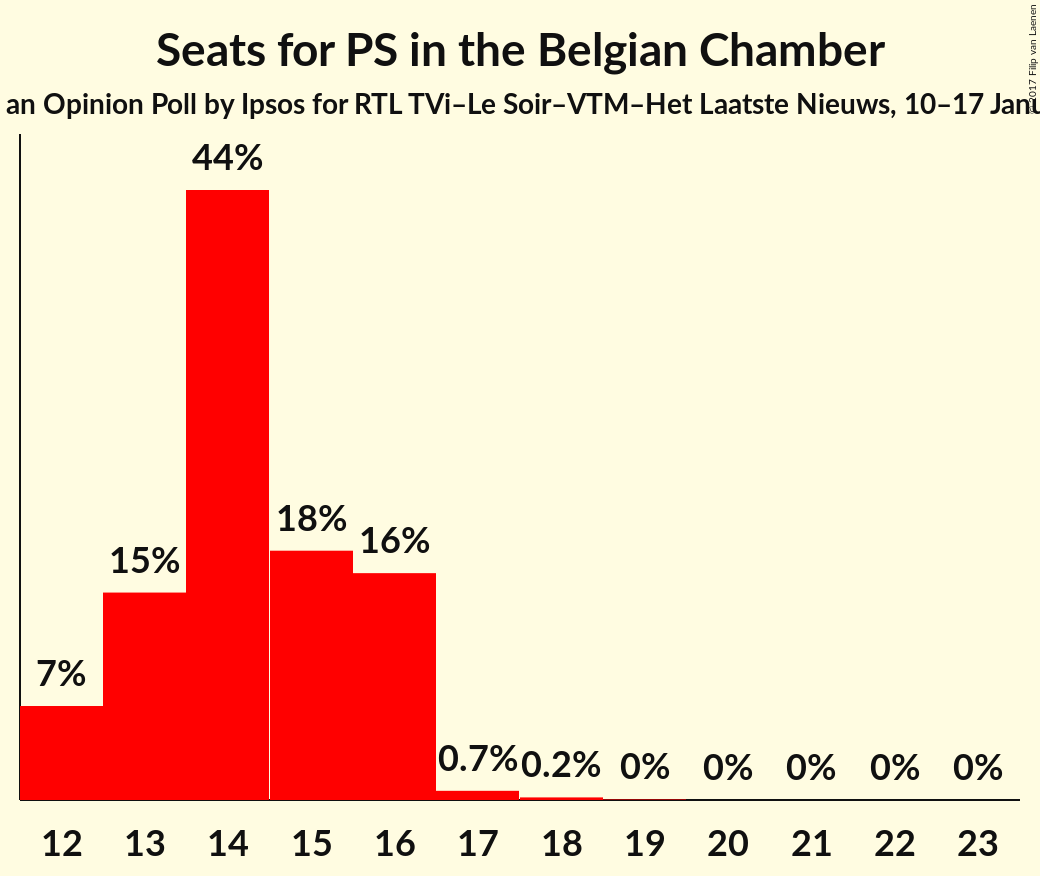 Seats for PS in the Belgian Chamber
an Opinion Poll by Ipsos for RTL TVi–Le Soir–VTM–Het Laatste Nieuws, 10–17
44%
18%
16%
15%
7%
0.7% 0.2% 0% 0% 0% 0% 0%
12 13 14 15 16 17 18 19 20 21 22 23
© 2017 Filip van Laenen